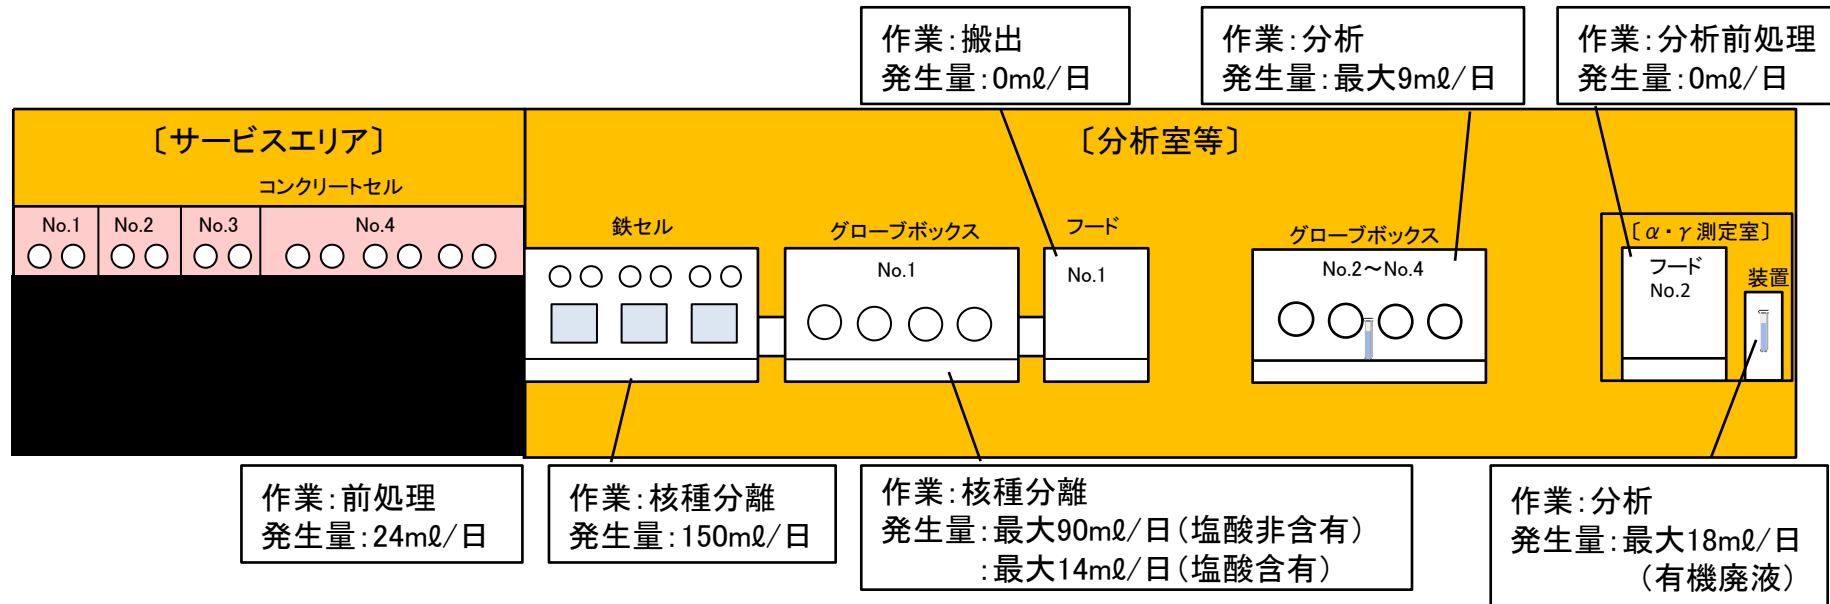 作業:搬出
発生量:0mℓ/日
作業:分析
発生量:最大9mℓ/日
作業:分析前処理
発生量:0mℓ/日
〔サービスエリア〕
〔分析室等〕
コンクリートセル
No.1
No.2
No.3
No.4
鉄セル
グローブボックス
No.1
フード
No.1
グローブボックス
No.2～No.4
〔α・γ測定室〕
フード
No.2
装置
作業:前処理
発生量:24mℓ/日
作業:核種分離
発生量:150mℓ/日
作業:核種分離
発生量:最大90mℓ/日(塩酸非含有)
:最大14mℓ/日(塩酸含有)
作業:分析
発生量:最大18mℓ/日
(有機廃液)